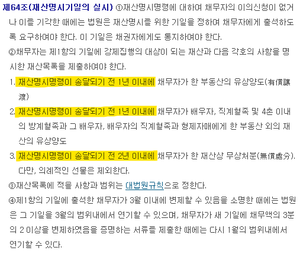 제64조(재산명시기일의 실시) ①재산명시명령에 대하여 채무자의 이의신청이 없거
나 이를 기각한 때에는 법원은 재산명시를 위한 기일을 정하여 채무자에게 출석하도
록 요구하여야 한다. 이 기일은 채권자에게도 통지하여야 한다.
②채무자는 제1항의 기일에 강제집행의 대상이 되는 재산과 다음 각호의 사항을 명
시한 재산목록을 제출하여야 한다.
1. 재산명시명령이 송달되기 전 1년 이내에 채무자가 한 부동산의 유상양도(有償讓
渡)
2. 재산명시명령이 송달되기 전 1년 이내에 채무자가 배우자, 직계혈족 및 4촌 이내
의 방계혈족과 그 배우자, 배우자의 직계혈족과 형제자매에게 한 부동산 외의 재
산의 유상양도
3. 재산명시명령이 송달되기 전 2년 이내에 채무자가 한 재산상 무상처분(無償處分).
다만, 의례적인 선물은 제외한다.
③재산목록에 적을 사항과 범위는 대법원규칙으로 정한다.
④제1항의 기일에 출석한 채무자가 3월 이내에 변제할 수 있음을 소명한 때에는 법원
은 그 기일을 3월의 범위내에서 연기할 수 있으며, 채무자가 새 기일에 채무액의 3분
의 2 이상을 변제하였음을 증명하는 서류를 제출한 때에는 다시 1월의 범위내에서
연기할 수 있다.